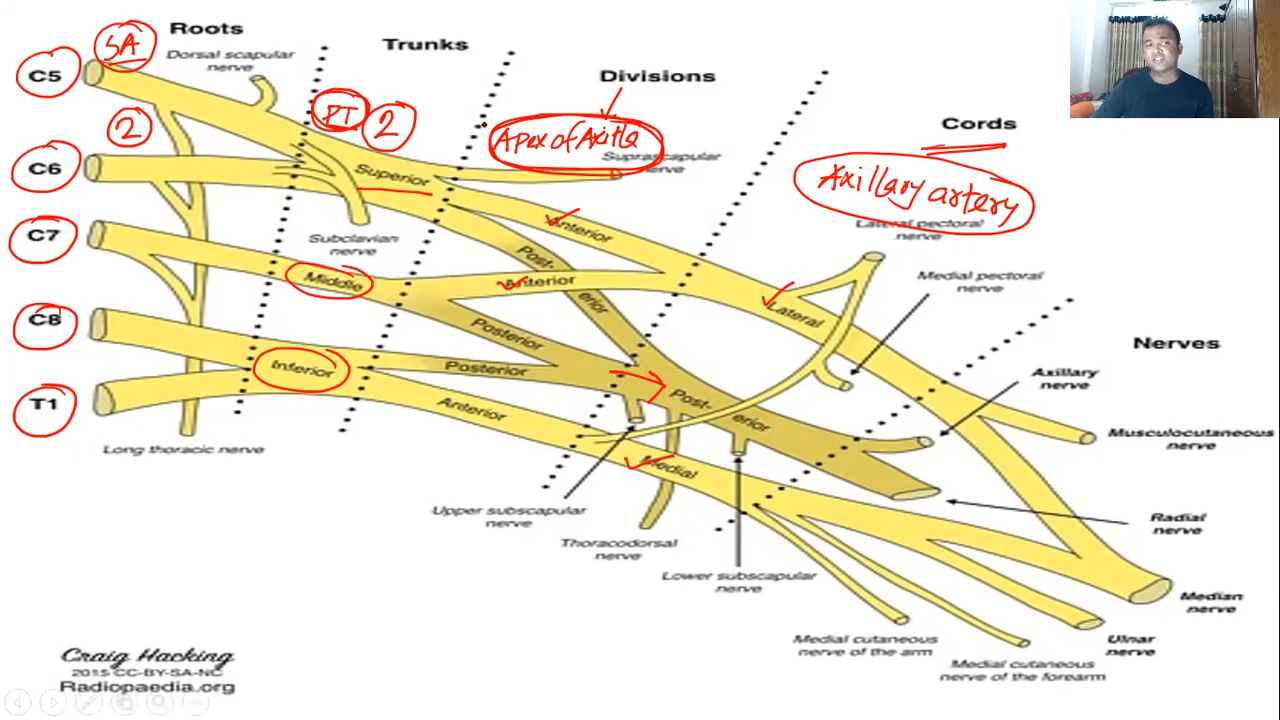 Roots
Trunks
Divisions
Cords
Nerves
SA
Dorsal scapular
nerve
C5
2
PT
2
Apex of Axilla
Suprascapular
nerve
C6
Superior
Axillary artery
Lateral pectoral
nerve
Anterior
C7
Subclavian
nerve
Post-
erior
Middle
Anterior
Medial pectoral
nerve
Lateral
C8
Posterior
Inferior
Posterior
Post-
erior
Axillary
nerve
T1
Anterior
Musculocutaneous
nerve
Long thoracic nerve
Medial
Upper subscapular
nerve
Radial
nerve
Thoracodorsal
nerve
Lower subscapular
nerve
Median
nerve
Ulnar
nerve
Medial cutaneous
nerve of the arm
Medial cutaneous
nerve of the forearm
Craig Hacking
2015 CC-BY-SA-NC
Radiopaedia.org